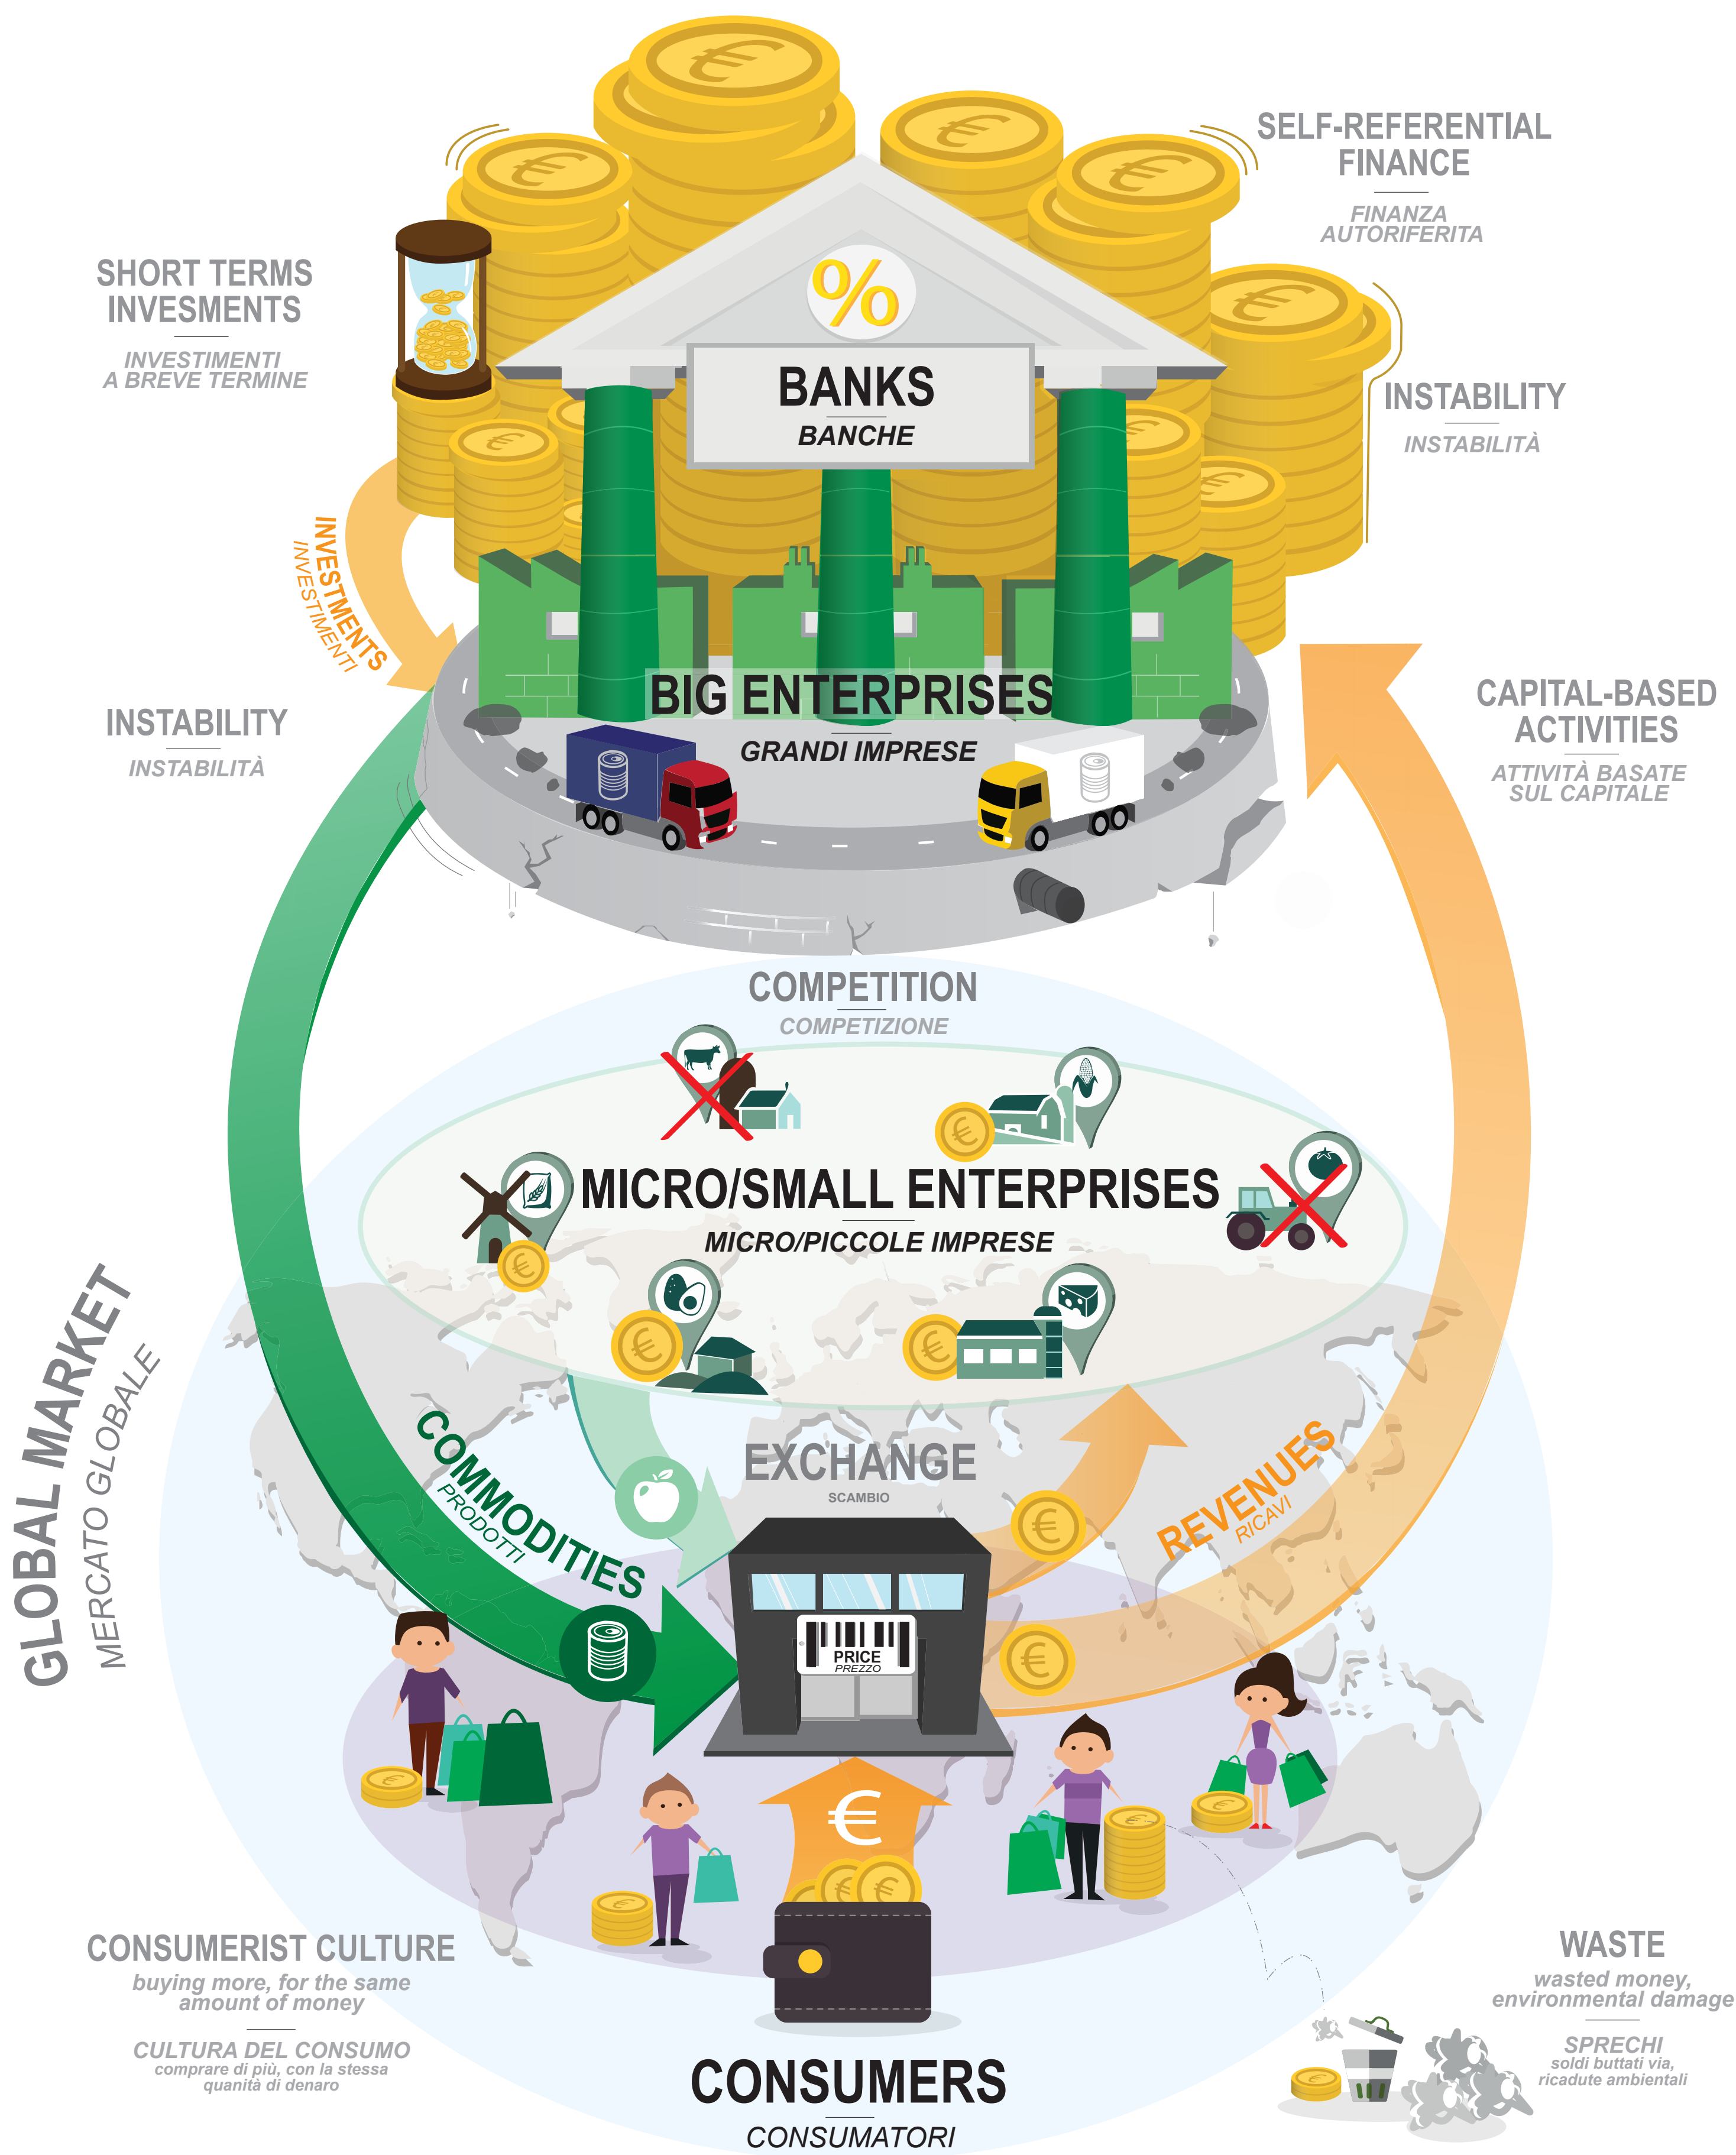 SELF-REFERENTIAL
FINANCE
FINANZA
AUTORIFERITA
SHORT TERMS
INVESMENTS
INVESTIMENTI
A BREVE TERMINE
%
BANKS
BANCHE
INSTABILITY
INSTABILITÀ
INVESTMENTS
INVESTIMENTI
BIG ENTERPRISES
GRANDI IMPRESE
INSTABILITY
INSTABILITÀ
CAPITAL-BASED
ACTIVITIES
ATTIVITÀ BASATE
SUL CAPITALE
COMPETITION
COMPETIZIONE
MICRO/SMALL ENTERPRISES
MICRO/PICCOLE IMPRESE
GLOBAL MARKET
MERCATO GLOBALE
COMMODITIES
PRODOTTI
EXCHANGE
SCAMBIO
REVENUES
RICAVI
€
€
PRICE
PREZZO
€
CONSUMERIST CULTURE
buying more, for the same
amount of money
CULTURA DEL CONSUMO
comprare di più, con la stessa
quanità di denaro
WASTE
wasted money,
environmental damage
SPRECHI
soldi buttati via,
ricadute ambientali
CONSUMERS
CONSUMATORI